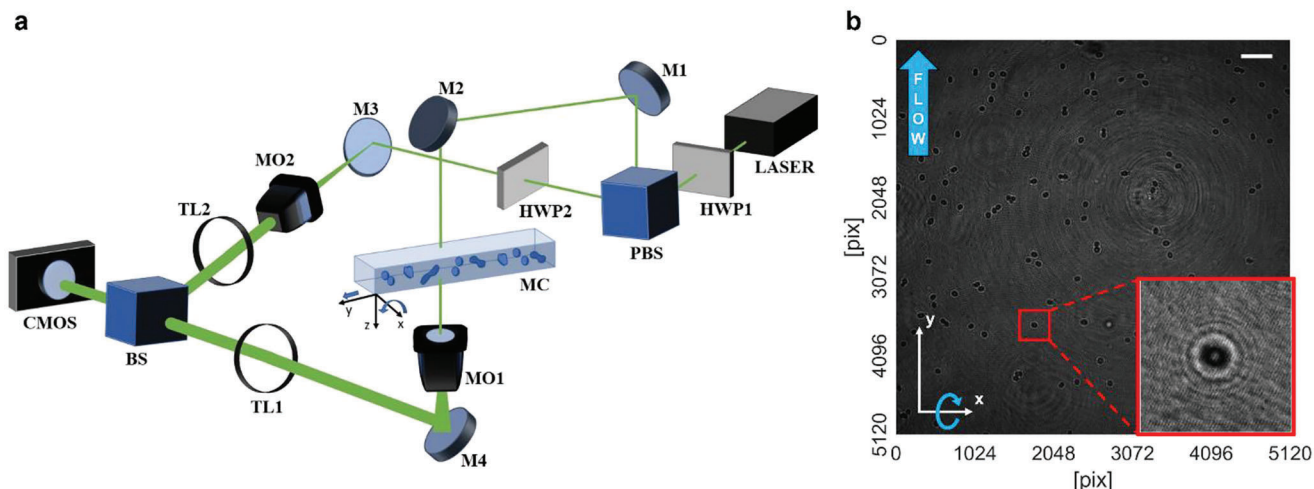 a
M1
M2
M3
MO2
LASER
TL2
HWP2
HWP1
PBS
MC
CMOS
y
x
z
BS
MO1
TL1
M4
b
0
1024
2048
3072
4096
5120
[pix]
FLOW
y
x
0
1024
2048
3072
4096
5120
[pix]